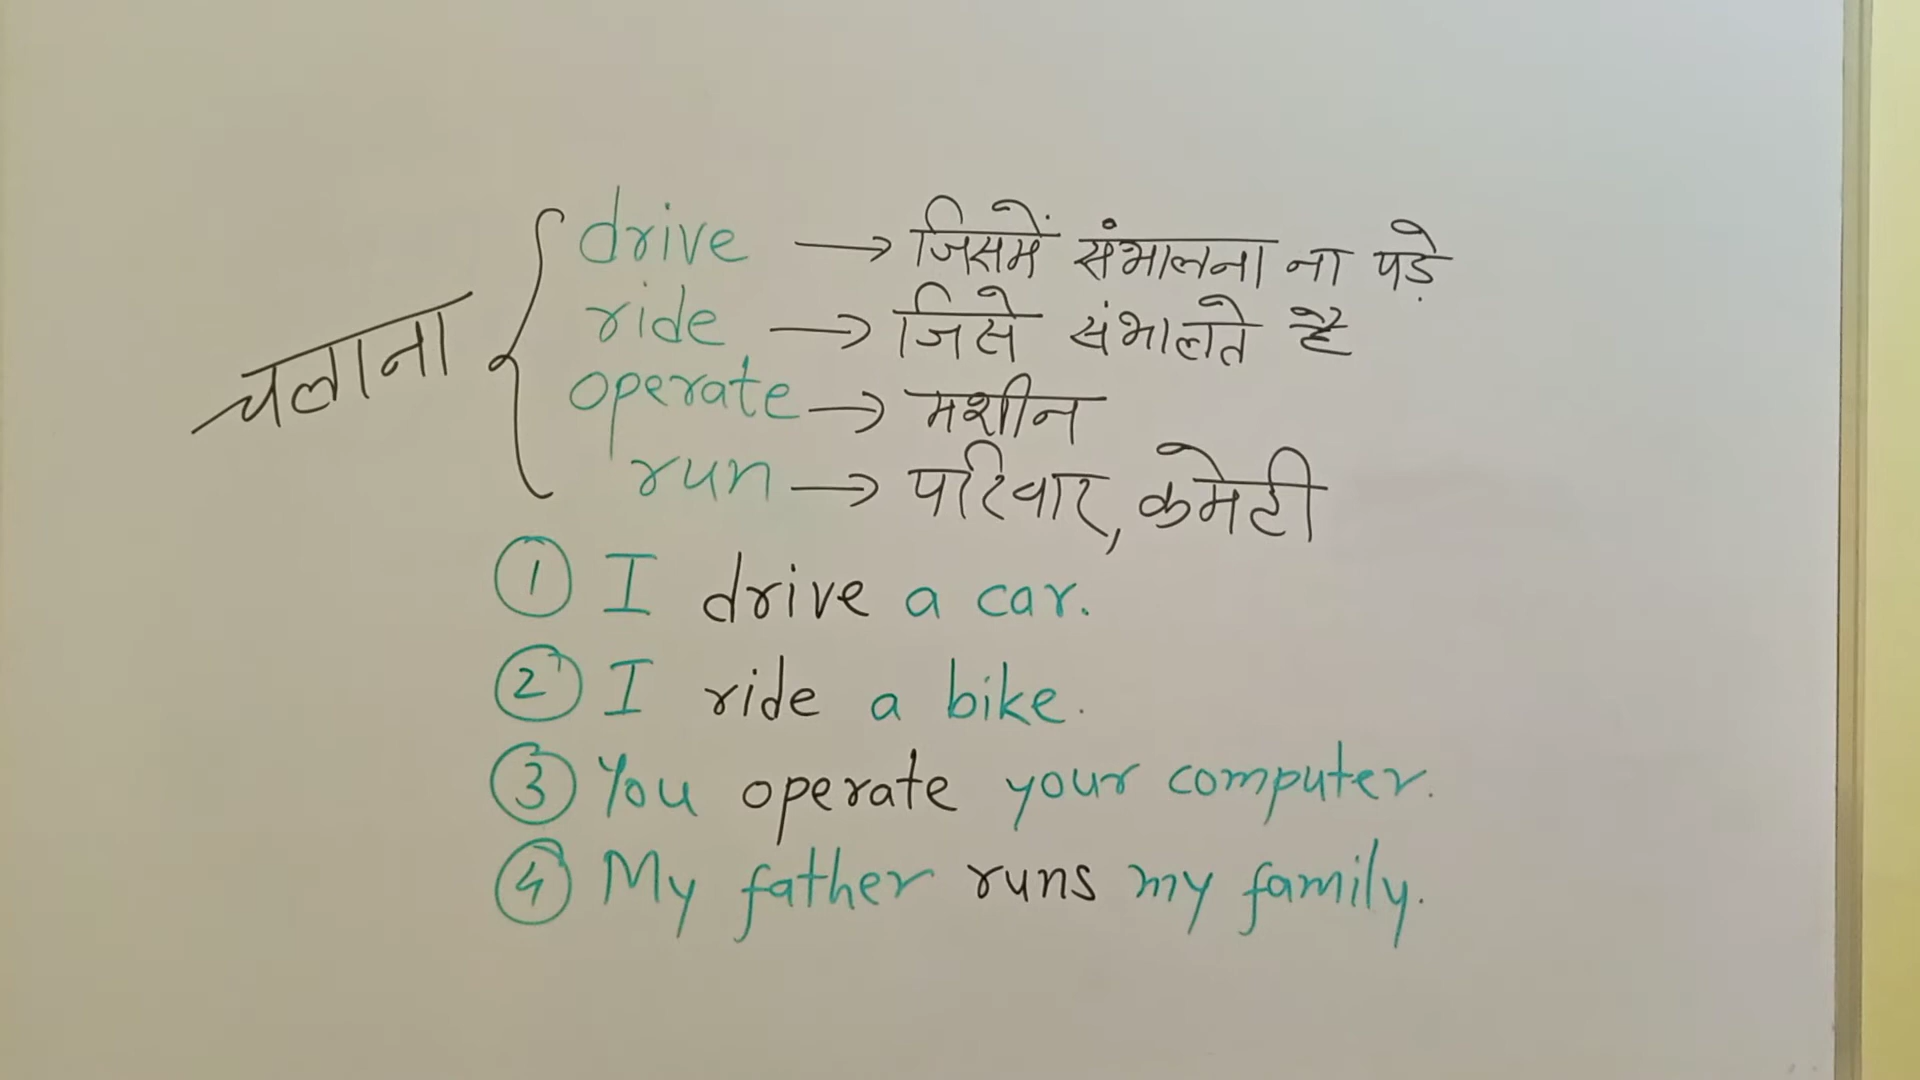 चलाना
drive → जिसमें संभालना ना पड़े
ride → जिसे संभालते है
operate → मशीन
run → परिवार, कमेटी
① I drive a car.
② I ride a bike.
③ You operate your computer.
④ My father runs my family.